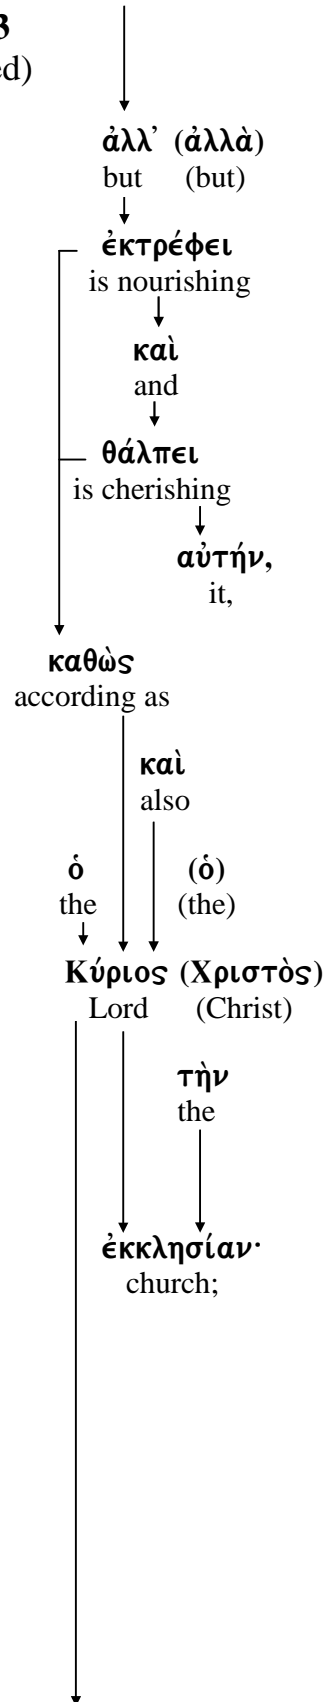 3
ed)
ἀλλ’ (ἀλλὰ)
but (but)
ἐκτρέφει
is nourishing
καὶ
and
θάλπει
is cherishing
αὐτήν,
it,
καθὼς
according as
καὶ
also
ὁ (ὁ)
the (the)
Κύριος (Χριστὸς)
Lord (Christ)
τὴν
the
ἐκκλησίαν·
church;